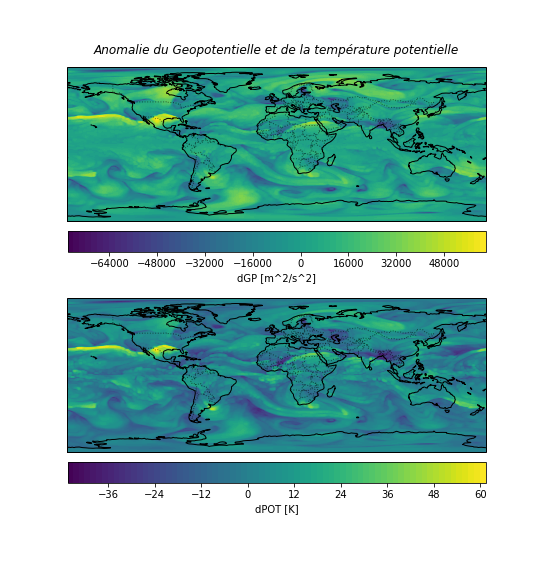 Anomalie du Geopotentielle et de la température potentielle
−64000 −48000 −32000 −16000 0 16000 32000 48000
dGP [m^2/s^2]
−36 −24 −12 0 12 24 36 48 60
dPOT [K]